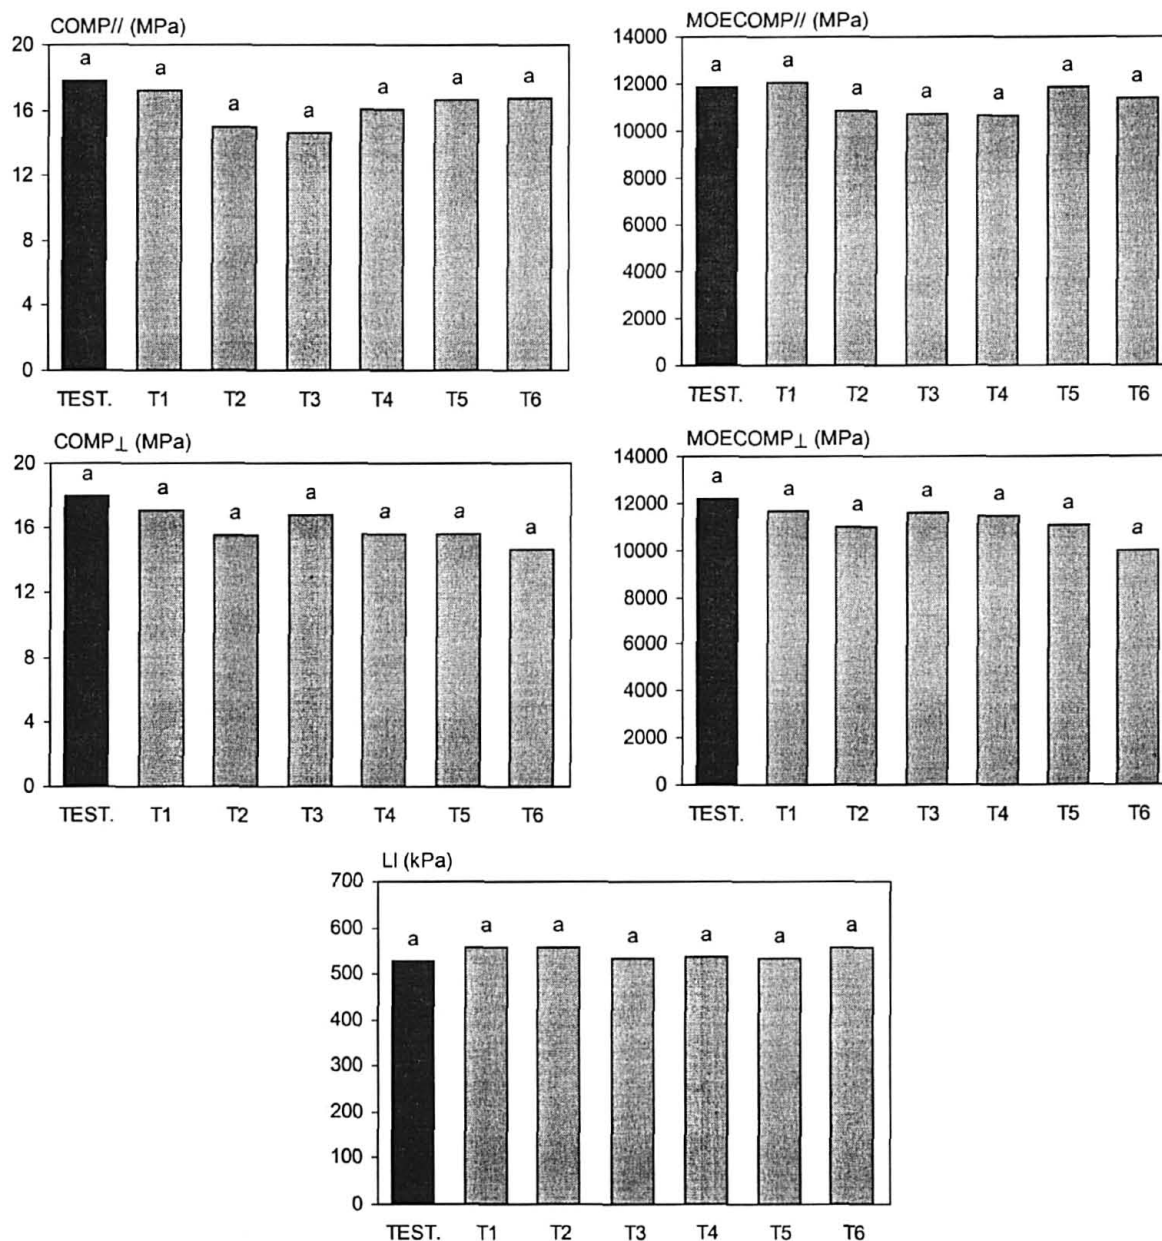 COMP// (MPa)
20
16
12
8
4
0
a a a a a a a
TEST. T1 T2 T3 T4 T5 T6
MOECOMP// (MPa)
14000
12000
10000
8000
6000
4000
2000
0
a a a a a a a
TEST. T1 T2 T3 T4 T5 T6
COMP⊥ (MPa)
20
16
12
8
4
0
a a a a a a a
TEST. T1 T2 T3 T4 T5 T6
MOECOMP⊥ (MPa)
14000
12000
10000
8000
6000
4000
2000
0
a a a a a a a
TEST. T1 T2 T3 T4 T5 T6
LI (kPa)
700
600
500
400
300
200
100
0
a a a a a a a
TEST. T1 T2 T3 T4 T5 T6